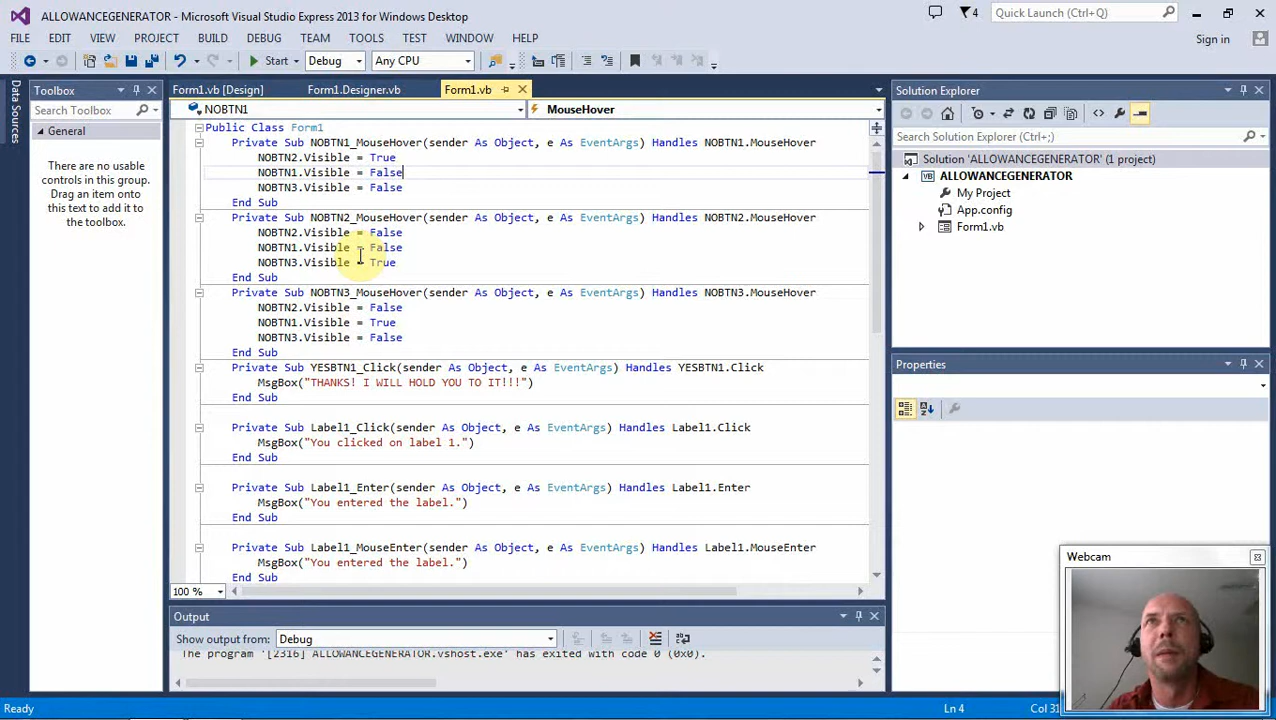 ALLOWANCEGENERATOR - Microsoft Visual Studio Express 2013 for Windows Desktop
4
Quick Launch (Ctrl+Q)
FILE EDIT VIEW PROJECT BUILD DEBUG TEAM TOOLS TEST WINDOW HELP
Sign in
Start Debug Any CPU
Data Sources
Toolbox
Search Toolbox
General
There are no usable
controls in this group.
Drag an item onto
this text to add it to
the toolbox.
Form1.vb [Design] Form1.Designer.vb Form1.vb
NOBTN1 MouseHover
Public Class Form1
Private Sub NOBTN1_MouseHover(sender As Object, e As EventArgs) Handles NOBTN1.MouseHover
NOBTN2.Visible = True
NOBTN1.Visible = False
NOBTN3.Visible = False
End Sub
Private Sub NOBTN2_MouseHover(sender As Object, e As EventArgs) Handles NOBTN2.MouseHover
NOBTN2.Visible = False
NOBTN1.Visible = False
NOBTN3.Visible = True
End Sub
Private Sub NOBTN3_MouseHover(sender As Object, e As EventArgs) Handles NOBTN3.MouseHover
NOBTN2.Visible = False
NOBTN1.Visible = True
NOBTN3.Visible = False
End Sub
Private Sub YESBTN1_Click(sender As Object, e As EventArgs) Handles YESBTN1.Click
MsgBox("THANKS! I WILL HOLD YOU TO IT!!!")
End Sub
Private Sub Label1_Click(sender As Object, e As EventArgs) Handles Label1.Click
MsgBox("You clicked on label 1.")
End Sub
Private Sub Label1_Enter(sender As Object, e As EventArgs) Handles Label1.Enter
MsgBox("You entered the label.")
End Sub
Private Sub Label1_MouseEnter(sender As Object, e As EventArgs) Handles Label1.MouseEnter
MsgBox("You entered the label.")
End Sub
100 %
Output
Show output from: Debug
The program '[2316] ALLOWANCEGENERATOR.vshost.exe' has exited with code 0 (0x0).
Solution Explorer
Search Solution Explorer (Ctrl+;)
Solution 'ALLOWANCEGENERATOR' (1 project)
VB ALLOWANCEGENERATOR
My Project
App.config
Form1.vb
Properties
Webcam
Ready
Ln 4
Col 31